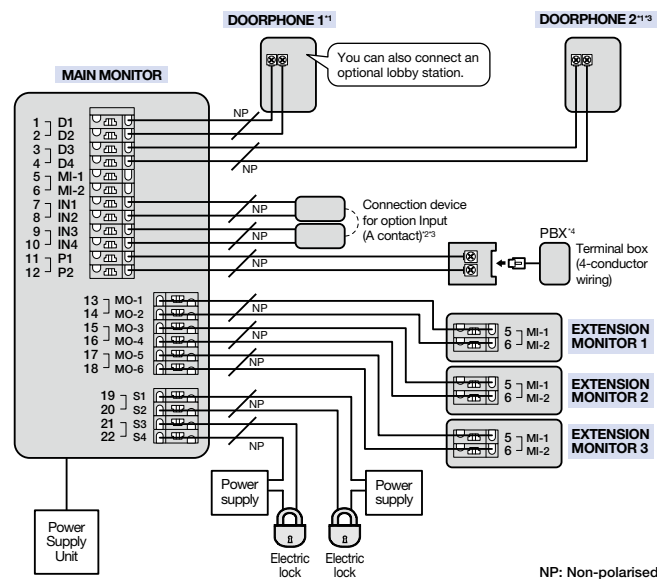 DOORPHONE 1*1
DOORPHONE 2*1*3
You can also connect an
optional lobby station.
MAIN MONITOR
NP
1 D1
2 D2
3 D3
4 D4
NP
5 MI-1
6 MI-2
7 IN1
8 IN2
NP
9 IN3
10 IN4
NP
11 P1
12 P2
NP
Connection device
for option Input
(A contact)*2*3
PBX*4
Terminal box
(4-conductor
wiring)
13 MO-1
14 MO-2
NP
15 MO-3
16 MO-4
NP
17 MO-5
18 MO-6
NP
5 MI-1
6 MI-2
EXTENSION
MONITOR 1
5 MI-1
6 MI-2
EXTENSION
MONITOR 2
5 MI-1
6 MI-2
EXTENSION
MONITOR 3
19 S1
20 S2
NP
21 S3
22 S4
NP
Power
supply
Power
supply
Power
Supply
Unit
Electric
lock
Electric
lock
NP: Non-polarised